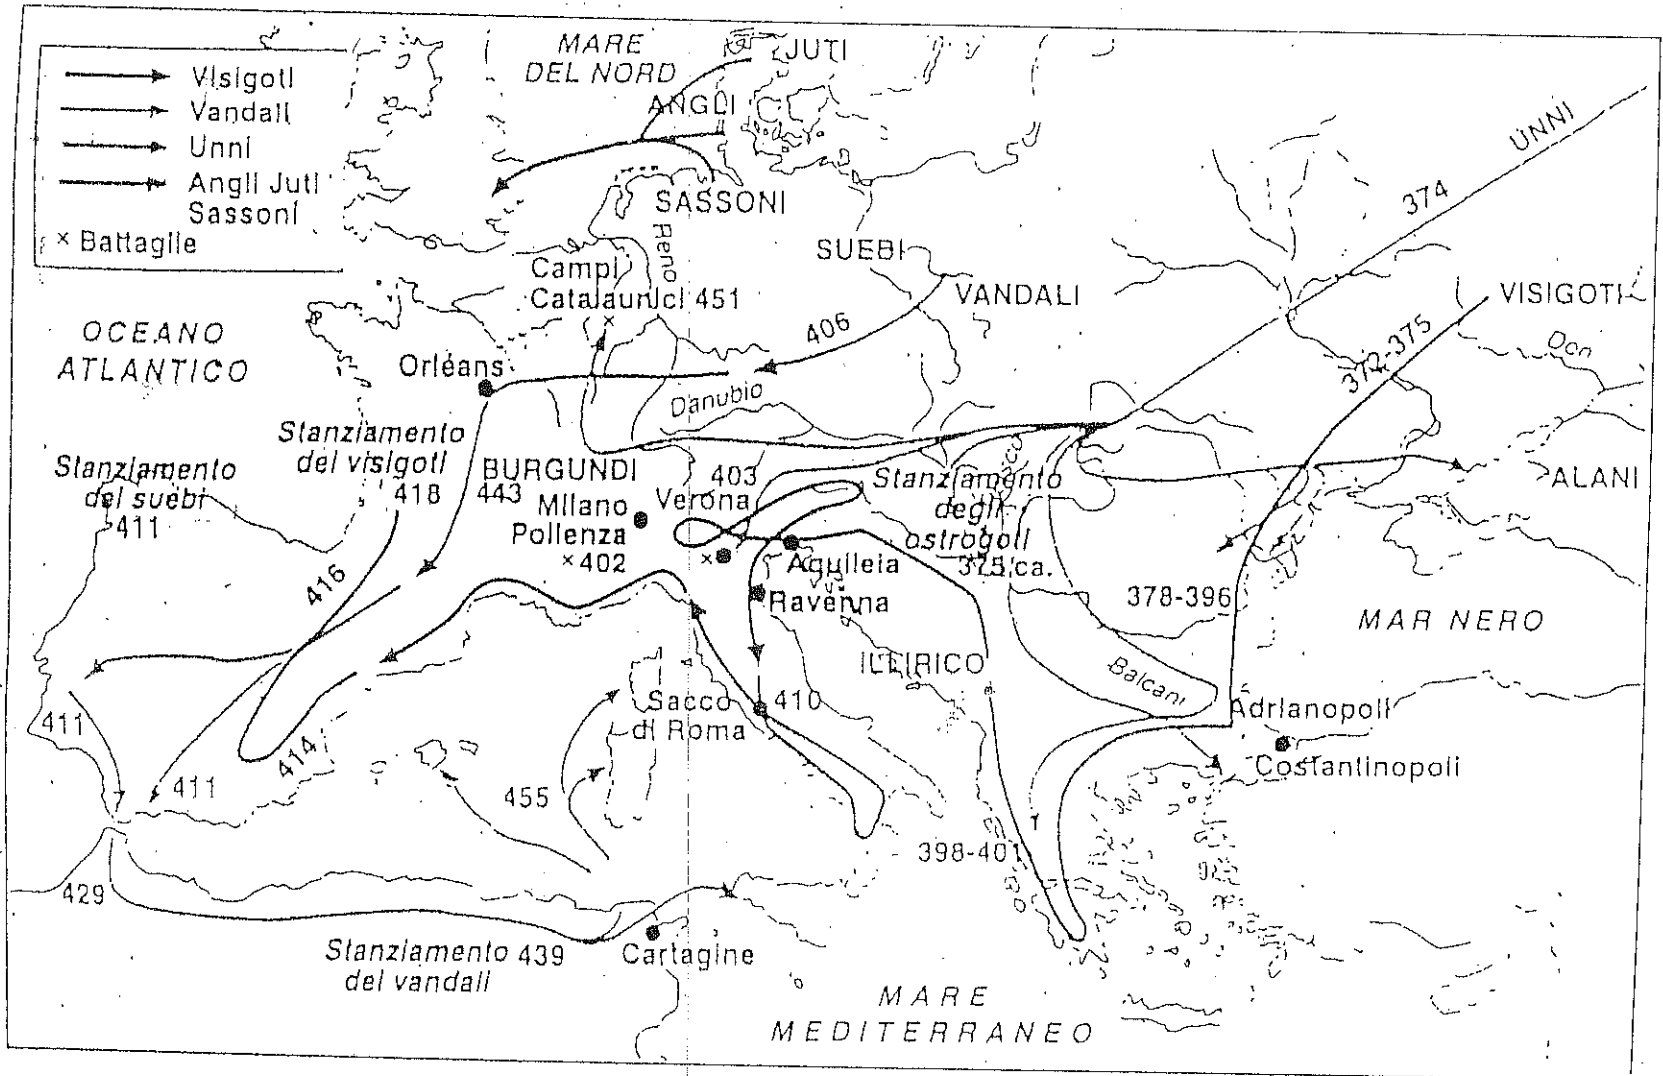 Visigoti
Vandali
Unni
Angli Juti
Sassoni
× Battaglie
MARE
DEL NORD
JUTI
ANGLI
SASSONI
Reno
SUEBI
VANDALI
UNNI
374
VISIGOTI
372-375
Don
OCEANO
ATLANTICO
Campi
Catalaunici 451
406
Orléans
Danubio
Stanziamento
dei visigoti
418
Stanziamento
dei suebi
411
BURGUNDI
443
403
Milano
Verona
Pollenza
×402
Stanziamento
degli
ostrogoti
375 ca.
ALANI
Aquileia
Ravenna
416
378-396
MAR NERO
ILLIRICO
Balcani
411
414
411
Sacco
di Roma
410
Adrianopoli
Costantinopoli
455
398-401
429
Stanziamento 439
dei vandali
Cartagine
MARE
MEDITERRANEO